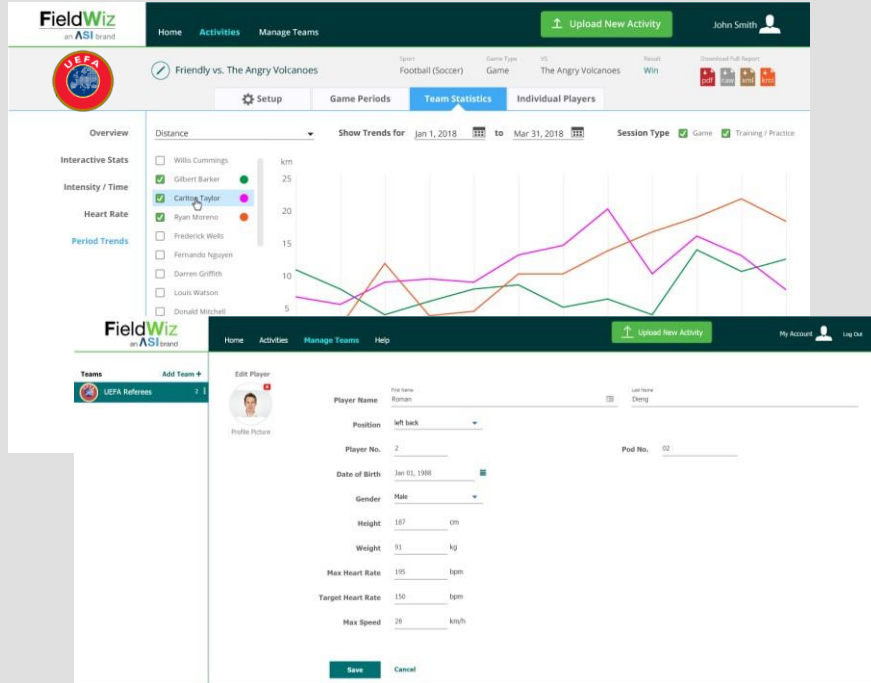 FieldWiz
an ASI brand
Home Activities Manage Teams
Upload New Activity
John Smith
UEFA
Friendly vs. The Angry Volcanoes
Sport
Football (Soccer)
Game Type
Game
VS
The Angry Volcanoes
Result
Win
Download Full Report
pdf raw xml kml
Setup Game Periods Team Statistics Individual Players
Overview
Interactive Stats
Intensity / Time
Heart Rate
Period Trends
Distance
Show Trends for Jan 1, 2018 to Mar 31, 2018
Session Type Game Training / Practice
Willis Cummings
Gilbert Barker
Carlton Taylor
Ryan Moreno
Frederick Wells
Fernando Nguyen
Darren Griffith
Louis Watson
Donald Mitchell
km
25
20
15
10
5
FieldWiz
an ASI brand
Home Activities Manage Teams Help
Upload New Activity
My Account Log Out
Teams Add Team +
UEFA Referees 2
Edit Player
Profile Picture
Player Name
First Name
Roman
Last Name
Dieng
Position left back
Player No. 2
Pod No. 02
Date of Birth Jan 01, 1988
Gender Male
Height 187 cm
Weight 91 kg
Max Heart Rate 195 bpm
Target Heart Rate 150 bpm
Max Speed 28 km/h
Save Cancel